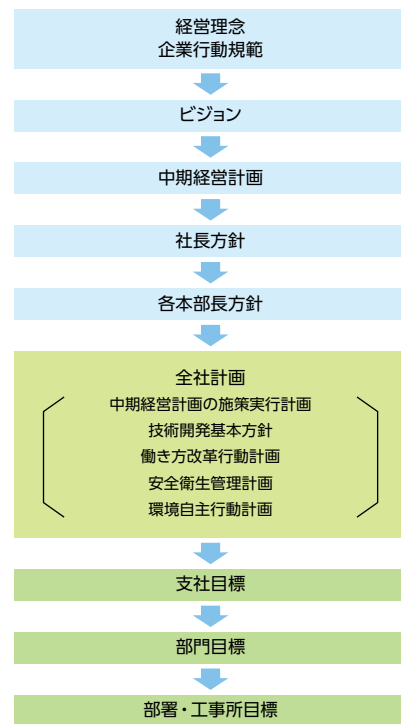 経営理念
企業行動規範
ビジョン
中期経営計画
社長方針
各本部長方針
全社計画
中期経営計画の施策実行計画
技術開発基本方針
働き方改革行動計画
安全衛生管理計画
環境自主行動計画
支社目標
部門目標
部署・工事所目標